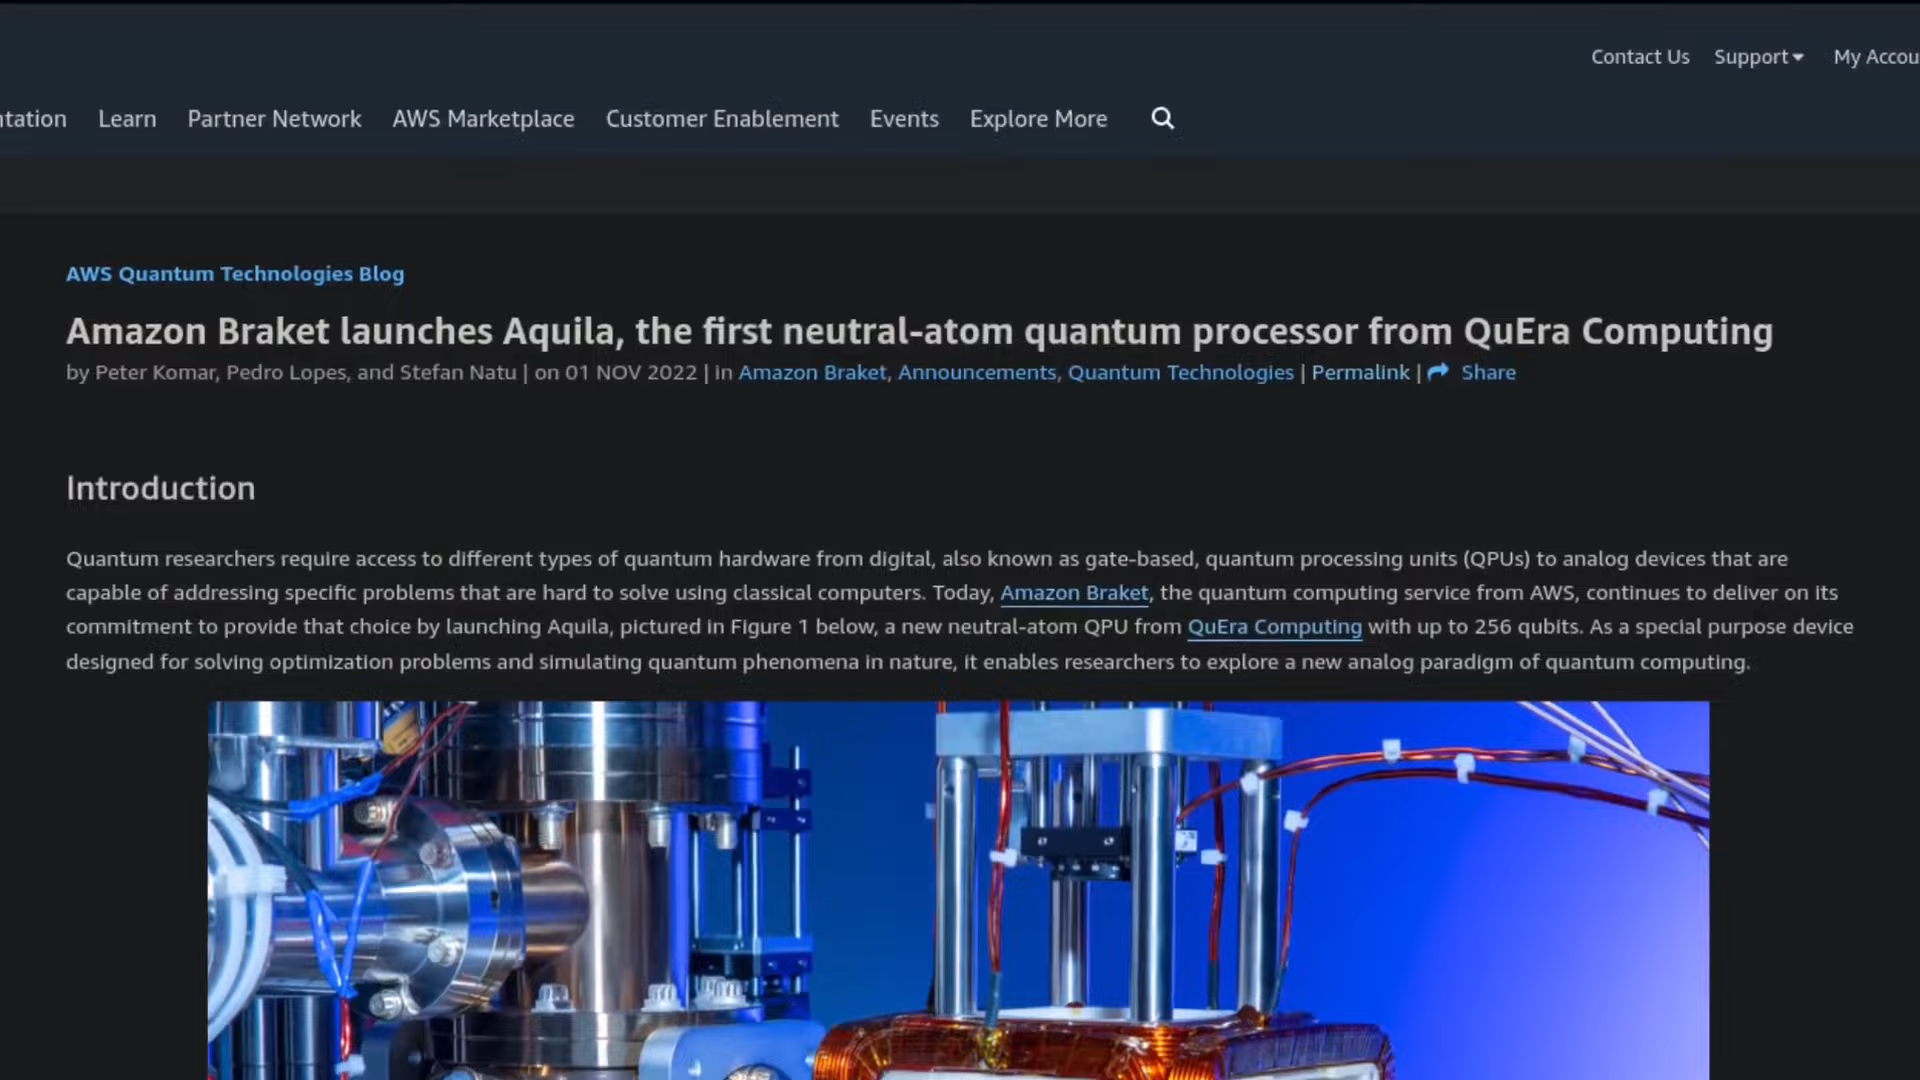 Contact Us Support My Accou
ntation Learn Partner Network AWS Marketplace Customer Enablement Events Explore More
AWS Quantum Technologies Blog
Amazon Braket launches Aquila, the first neutral-atom quantum processor from QuEra Computing
by Peter Komar, Pedro Lopes, and Stefan Natu | on 01 NOV 2022 | in Amazon Braket, Announcements, Quantum Technologies | Permalink | Share
Introduction
Quantum researchers require access to different types of quantum hardware from digital, also known as gate-based, quantum processing units (QPUs) to analog devices that are
capable of addressing specific problems that are hard to solve using classical computers. Today, Amazon Braket, the quantum computing service from AWS, continues to deliver on its
commitment to provide that choice by launching Aquila, pictured in Figure 1 below, a new neutral-atom QPU from QuEra Computing with up to 256 qubits. As a special purpose device
designed for solving optimization problems and simulating quantum phenomena in nature, it enables researchers to explore a new analog paradigm of quantum computing.